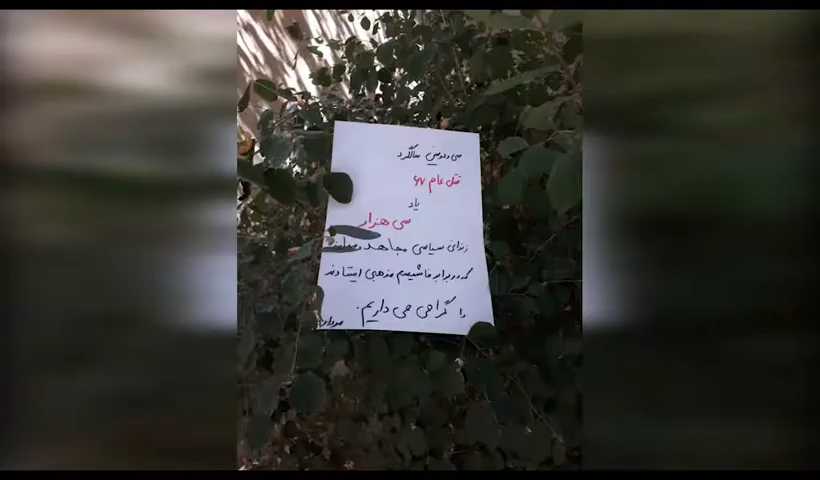 سی و دومین سالگرد
قتل عام ۶۷
یاد
سی هزار
زندانی سیاسی مجاهد
که در برابر فاشیسم مذهبی ایستادند
را گرامی می داریم.
مرداد